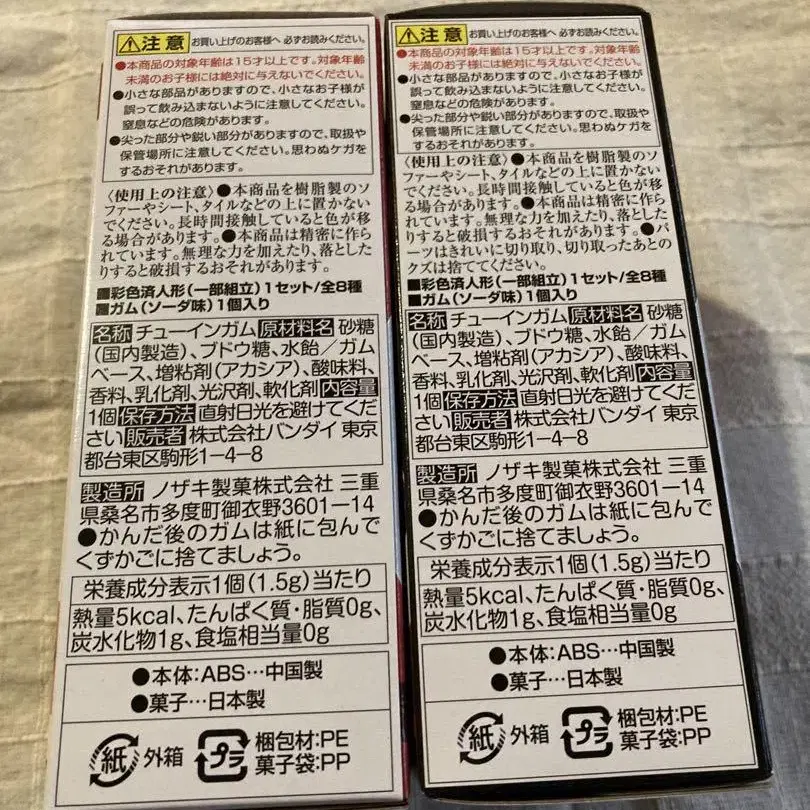 注意 お買い上げのお客様へ 必ずお読みください。
●本商品の対象年齢は15才以上です。対象年齢
未満のお子様には絶対に与えないでください。
●小さな部品がありますので、小さなお子様が
誤って飲み込まないように注意してください。
窒息などの危険があります。
●尖った部分や鋭い部分がありますので、取扱や
保管場所に注意してください。思わぬケガを
するおそれがあります。
〈使用上の注意〉●本商品を樹脂製のソ
ファーやシート、タイルなどの上に置かない
でください。長時間接触していると色が移
る場合があります。●本商品は精密に作ら
れています。無理な力を加えたり、落とした
りすると破損するおそれがあります。
■彩色済人形(一部組立)1セット/全8種
■ガム(ソーダ味)1個入り
名称 チューインガム 原材料名 砂糖
(国内製造)、ブドウ糖、水飴/ガム
ベース、増粘剤(アカシア)、酸味料、
香料、乳化剤、光沢剤、軟化剤 内容量
1個 保存方法 直射日光を避けてくだ
さい 販売者 株式会社バンダイ 東京
都台東区駒形1-4-8
製造所 ノザキ製菓株式会社 三重
県桑名市多度町御衣野3601-14
●かんだ後のガムは紙に包んで
くずかごに捨てましょう。
栄養成分表示1個(1.5g)当たり
熱量5kcal、たんぱく質・脂質0g、
炭水化物1g、食塩相当量0g
●本体:ABS…中国製
●菓子…日本製
紙 外箱 プラ 梱包材:PE
菓子袋:PP
注意 お買い上げのお客様へ 必ずお読みください。
●本商品の対象年齢は15才以上です。対象年齢
未満のお子様には絶対に与えないでください。
●小さな部品がありますので、小さなお子様が
誤って飲み込まないように注意してください。
窒息などの危険があります。
●尖った部分や鋭い部分がありますので、取扱や
保管場所に注意してください。思わぬケガを
するおそれがあります。
〈使用上の注意〉●本商品を樹脂製のソ
ファーやシート、タイルなどの上に置かない
でください。長時間接触していると色が移
る場合があります。●本商品は精密に作ら
れています。無理な力を加えたり、落とした
りすると破損するおそれがあります。●パ
ーツはきれいに切り取り、切り取ったあとの
クズは捨ててください。
■彩色済人形(一部組立)1セット/全8種
■ガム(ソーダ味)1個入り
名称 チューインガム 原材料名 砂糖
(国内製造)、ブドウ糖、水飴/ガム
ベース、増粘剤(アカシア)、酸味料、
香料、乳化剤、光沢剤、軟化剤 内容量
1個 保存方法 直射日光を避けてくだ
さい 販売者 株式会社バンダイ 東京
都台東区駒形1-4-8
製造所 ノザキ製菓株式会社 三重
県桑名市多度町御衣野3601-14
●かんだ後のガムは紙に包んで
くずかごに捨てましょう。
栄養成分表示1個(1.5g)当たり
熱量5kcal、たんぱく質・脂質0g、
炭水化物1g、食塩相当量0g
●本体:ABS…中国製
●菓子…日本製
紙 外箱 プラ 梱包材:PE
菓子袋:PP